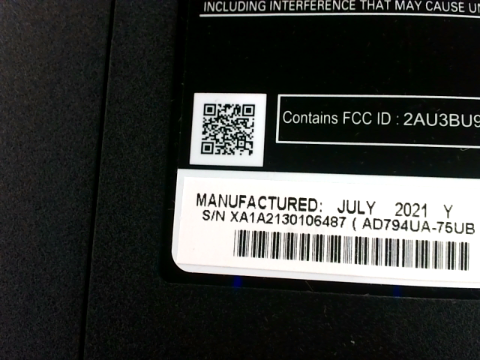 INCLUDING INTERFERENCE THAT MAY CAUSE
Contains FCC ID : 2AU3BU9
MANUFACTURED: JULY 2021 Y
S/N XA1A2130106487 ( AD794UA-75UB